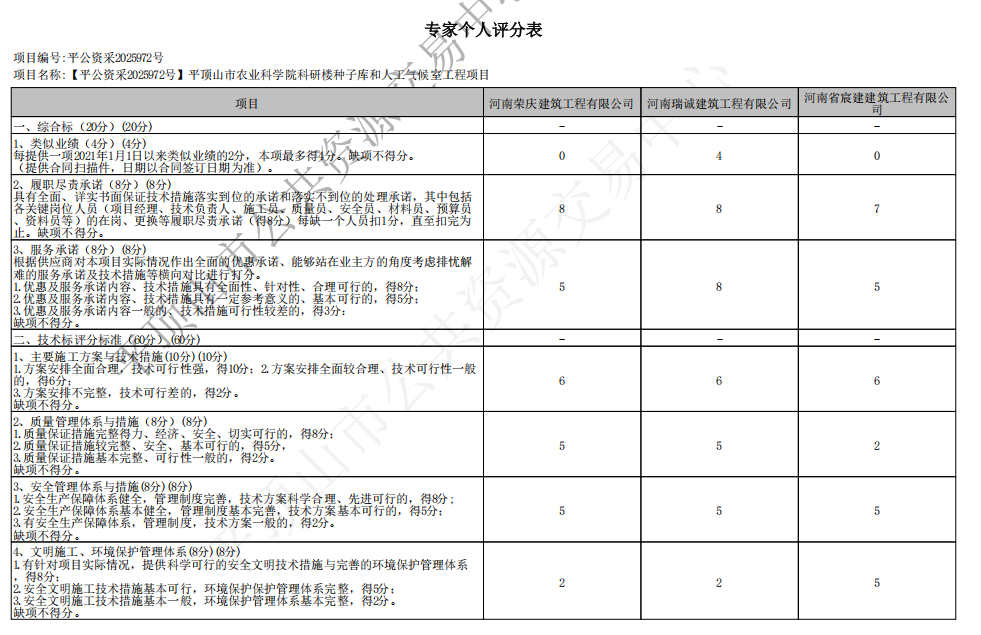 专家个人评分表
项目编号:平公资采2025972号
项目名称:【平公资采2025972号】平顶山市农业科学院科研楼种子库和人工气候室工程项目
项目 河南荣庆建筑工程有限公司 河南瑞诚建筑工程有限公司 河南省宸建建筑工程有限公司
一、综合标（20分）(20分) - - -
1、类似业绩（4分）(4分)
每提供一项2021年1月1日以来类似业绩的2分，本项最多得4分。缺项不得分。
（提供合同扫描件，日期以合同签订日期为准）。
0 4 0
2、履职尽责承诺（8分）(8分)
具有全面、详实书面保证技术措施落实到位的承诺和落实不到位的处理承诺，其中包括
各关键岗位人员（项目经理、技术负责人、施工员、质量员、安全员、材料员、预算员
、资料员等）的在岗、更换等履职尽责承诺（得8分）每缺一个人员扣1分，直至扣完为
止。缺项不得分。
8 8 7
3、服务承诺（8分）(8分)
根据供应商对本项目实际情况作出全面的优惠承诺、能够站在业主方的角度考虑排忧解
难的服务承诺及技术措施等横向对比进行打分。
1.优惠及服务承诺内容、技术措施具有全面性、针对性、合理可行的，得8分；
2.优惠及服务承诺内容、技术措施具有一定参考意义的、基本可行的，得5分；
3.优惠及服务承诺内容一般的、技术措施可行性较差的，得3分；
缺项不得分。
5 8 5
二、技术标评分标准（60分）(60分) - - -
1、主要施工方案与技术措施(10分)(10分)
1.方案安排全面合理，技术可行性强，得10分；2.方案安排全面较合理、技术可行性一般
的，得6分；
3.方案安排不完整，技术可行差的，得2分。
缺项不得分。
6 6 6
2、质量管理体系与措施（8分）(8分)
1.质量保证措施完整得力、经济、安全、切实可行的，得8分；
2.质量保证措施较完整、安全、基本可行的，得5分，
3.质量保证措施基本完整、可行性一般的，得2分。
缺项不得分。
5 5 2
3、安全管理体系与措施(8分)(8分)
1.安全生产保障体系健全，管理制度完善，技术方案科学合理、先进可行的，得8分；
2.安全生产保障体系基本健全，管理制度基本完善，技术方案基本可行的，得5分；
3.有安全生产保障体系，管理制度，技术方案一般的，得2分。
缺项不得分。
5 5 5
4、文明施工、环境保护管理体系(8分)(8分)
1.有针对项目实际情况，提供科学可行的安全文明技术措施与完善的环境保护管理体系
，得8分；
2.安全文明施工技术措施基本可行，环境保护保护管理体系完整，得5分；
3.安全文明施工技术措施基本一般，环境保护管理体系基本完整，得2分。
缺项不得分。
2 2 5
平顶山市公共资源交易中心
平顶山市公共资源交易中心